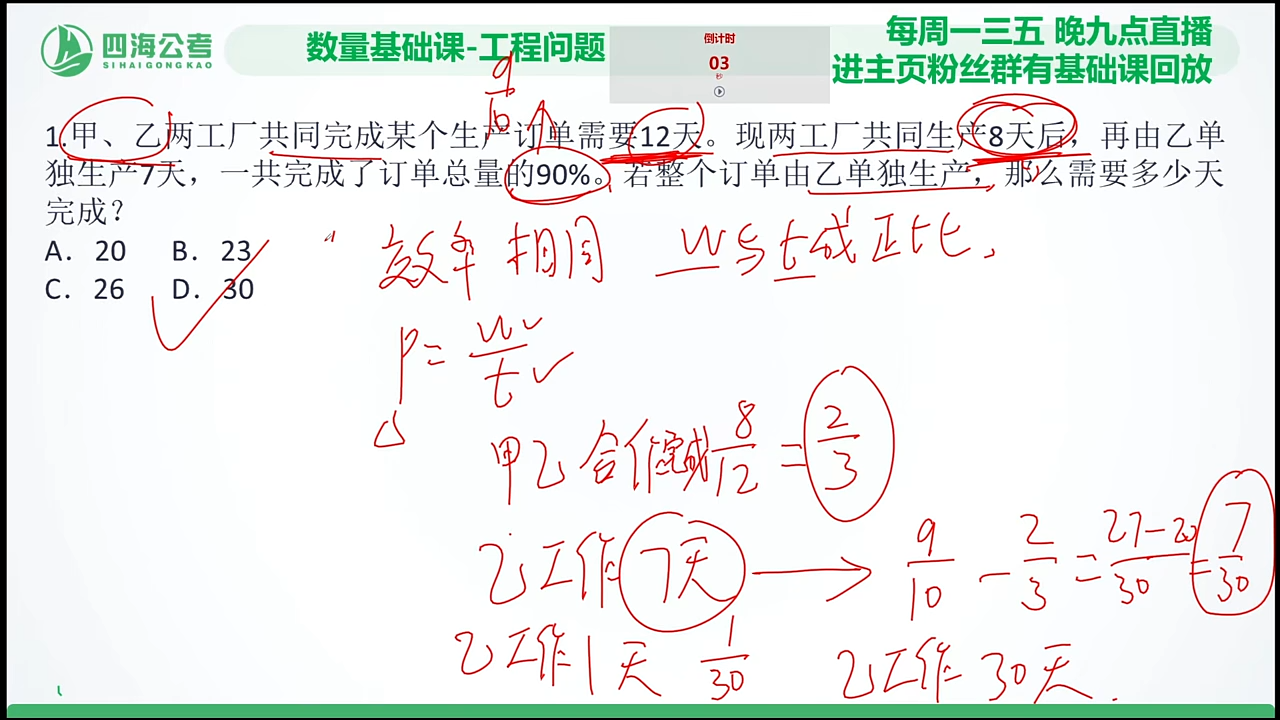 四海公考
SIHAIGONGKAO
数量基础课-工程问题
倒计时
03
秒
每周一三五 晚九点直播
进主页粉丝群有基础课回放
9/10
1.甲、乙两工厂共同完成某个生产订单需要12天。现两工厂共同生产8天后，再由乙单
独生产7天，一共完成了订单总量的90%。若整个订单由乙单独生产，那么需要多少天
完成？
A．20 B．23
C．26 D．30
效率相同 W与t成正比，
P=W/t
甲乙合作完成8/12=2/3
乙工作7天→9/10-2/3=27-20/30=7/30
乙工作1天 1/30 乙工作30天．